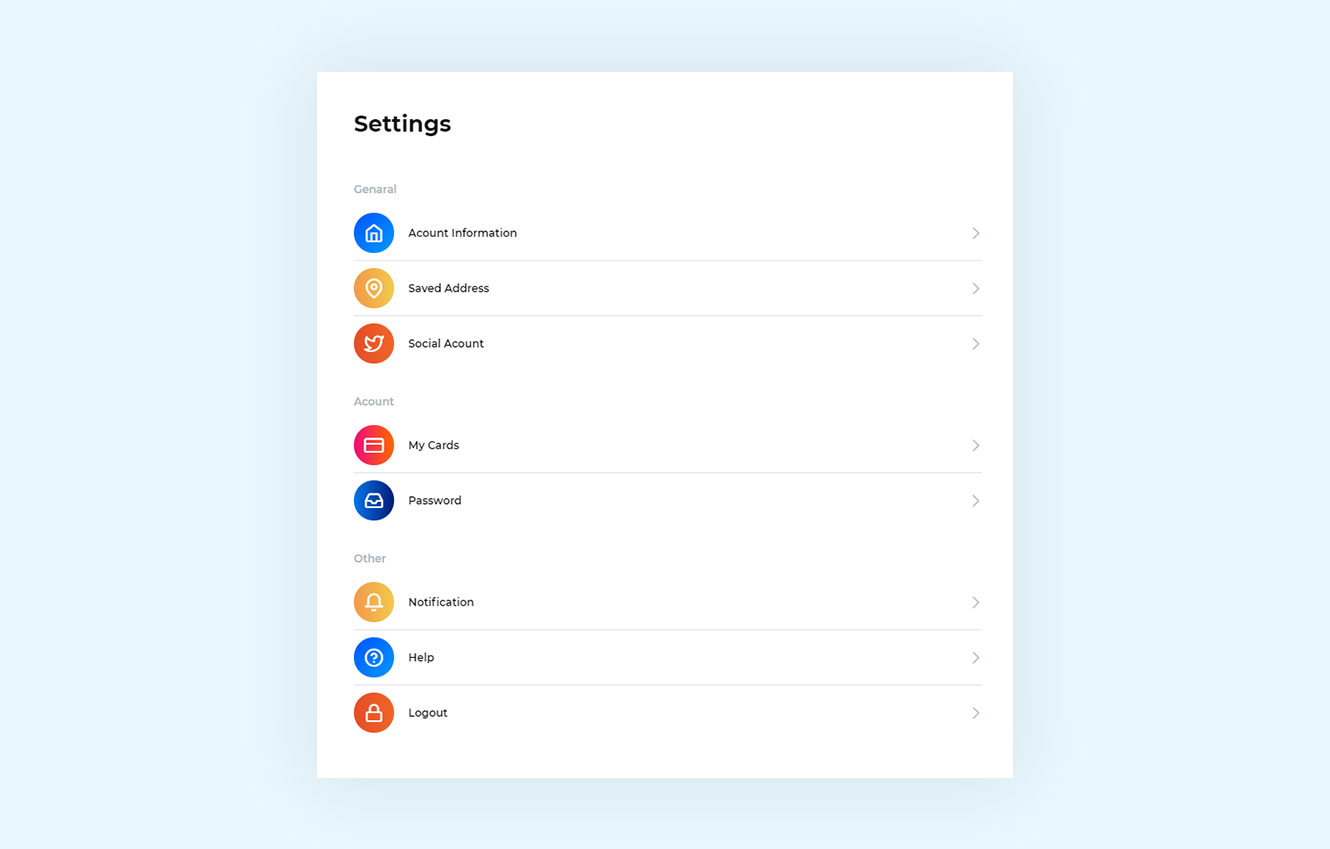 Settings
Genaral
Acount Information
Saved Address
Social Acount
Acount
My Cards
Password
Other
Notification
Help
Logout